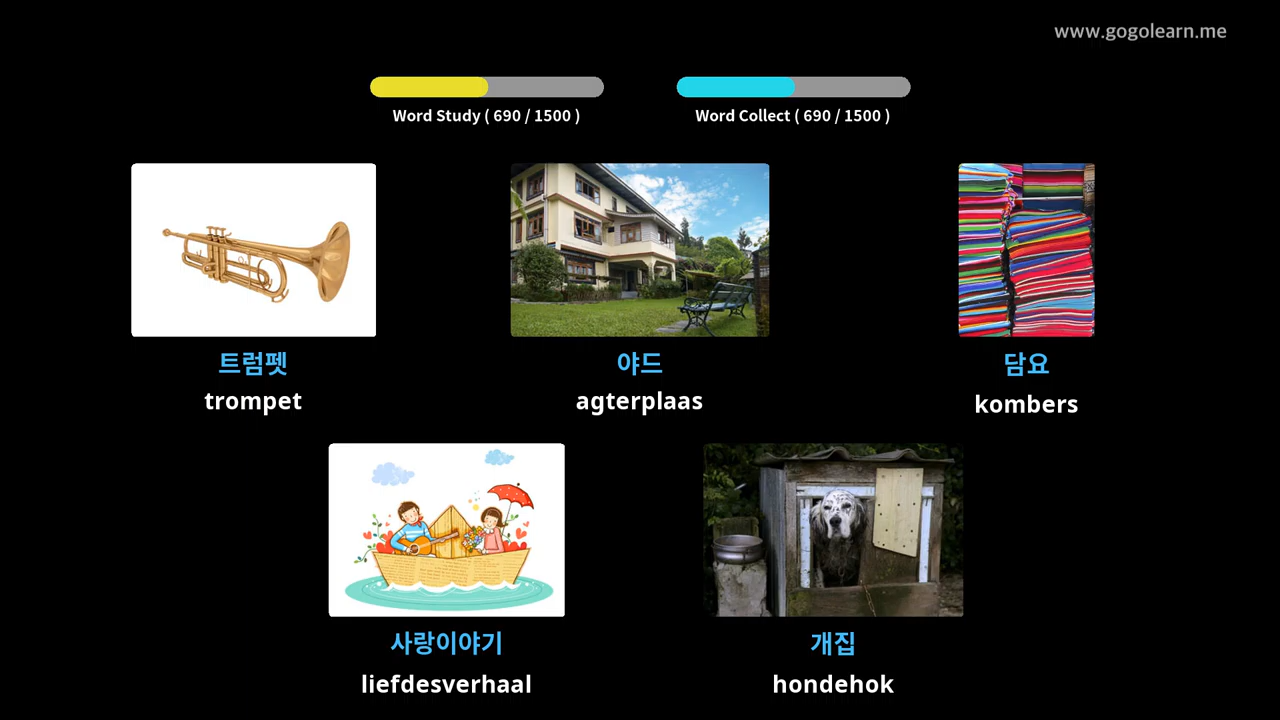 www.gogolearn.me
Word Study ( 690 / 1500 )
Word Collect ( 690 / 1500 )
트럼펫
trompet
야드
agterplaas
담요
kombers
사랑이야기
liefdesverhaal
개집
hondehok